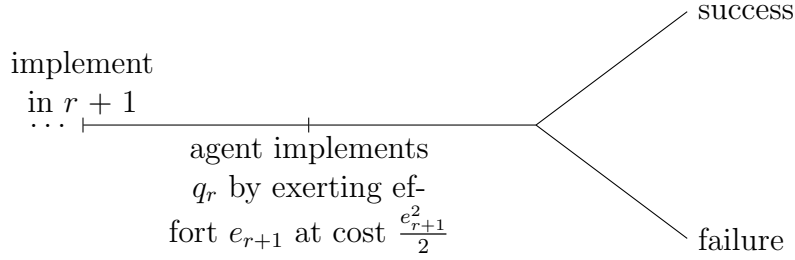 success
implement
in $r + 1$
...
agent implements
$q_r$ by exerting ef-
fort $e_{r+1}$ at cost $\frac{e_{r+1}^2}{2}$
failure